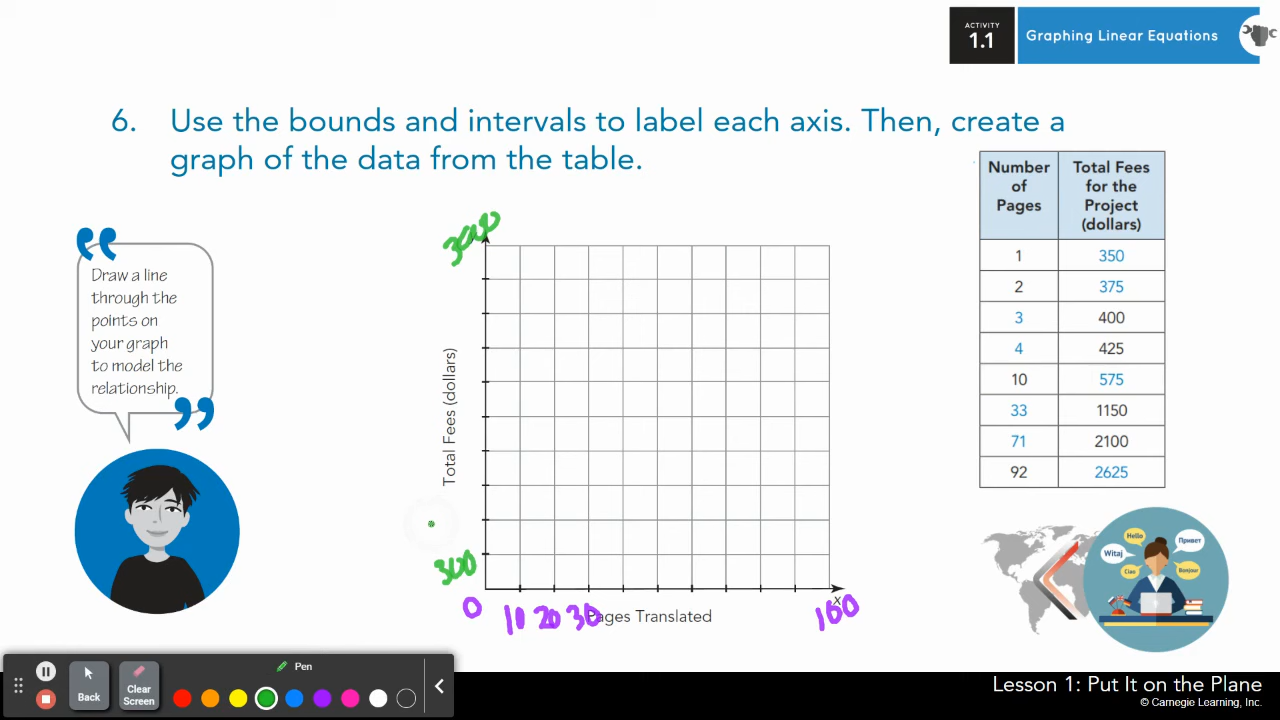 ACTIVITY
1.1
Graphing Linear Equations
6. Use the bounds and intervals to label each axis. Then, create a
graph of the data from the table.
Draw a line
through the
points on
your graph
to model the
relationship.
3000
Total Fees (dollars)
300
0
10 20 30
100
x
Pages Translated
Number of Pages | Total Fees for the Project (dollars)
1 350
2 375
3 400
4 425
10 575
33 1150
71 2100
92 2625
Hello
Привет
Witaj
Ciao
Bonjour
Pen
Back
Clear
Screen
Lesson 1: Put It on the Plane
© Carnegie Learning, Inc.